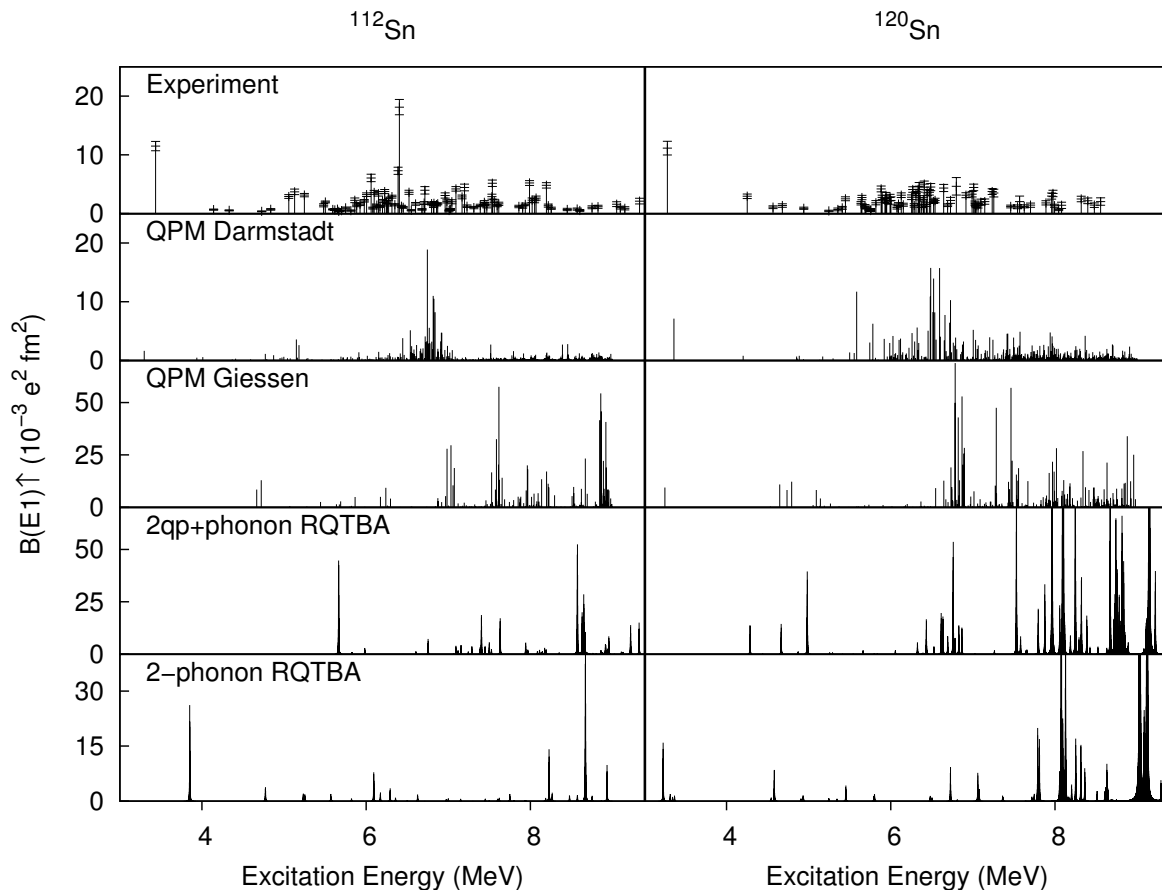 ¹¹²Sn ¹²⁰Sn
Experiment
20
10
0
QPM Darmstadt
20
10
0
QPM Giessen
50
25
0
2qp+phonon RQTBA
50
25
0
2−phonon RQTBA
30
15
0
B(E1)↑ (10⁻³ e² fm²)
4 6 8 4 6 8
Excitation Energy (MeV) Excitation Energy (MeV)